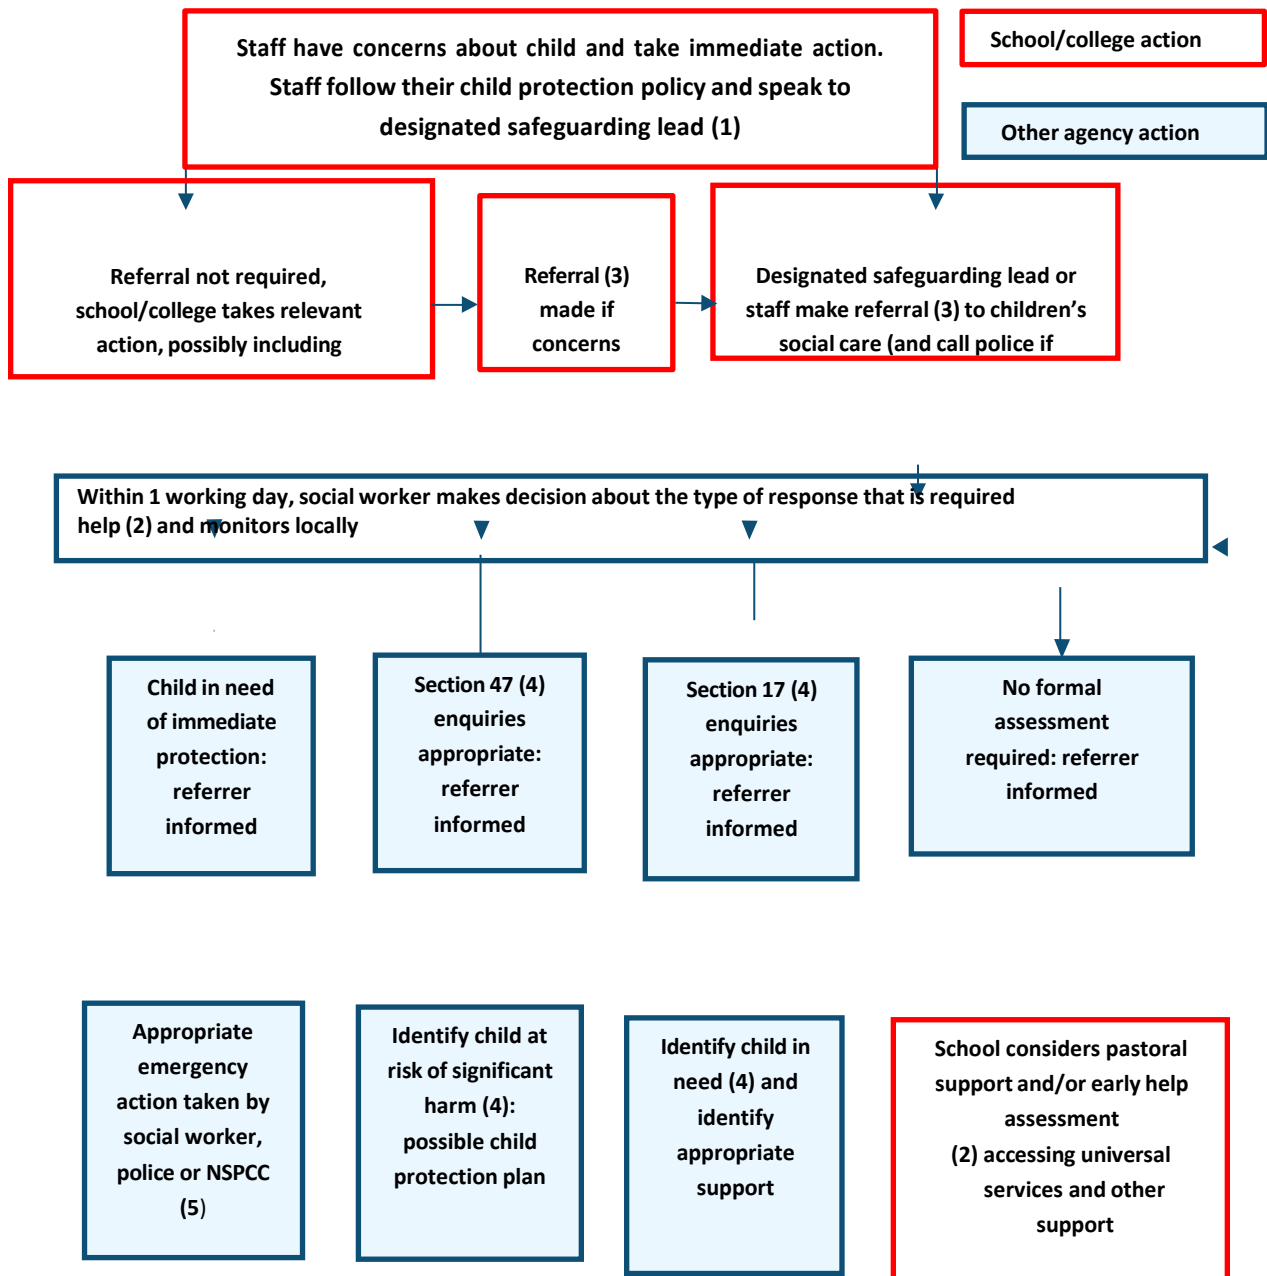 Staff have concerns about child and take immediate action.
Staff follow their child protection policy and speak to
designated safeguarding lead (1)
School/college action
Other agency action
Referral not required,
school/college takes relevant
action, possibly including
Referral (3)
made if
concerns
Designated safeguarding lead or
staff make referral (3) to children’s
social care (and call police if
Within 1 working day, social worker makes decision about the type of response that is required
help (2) and monitors locally
Child in need
of immediate
protection:
referrer
informed
Section 47 (4)
enquiries
appropriate:
referrer
informed
Section 17 (4)
enquiries
appropriate:
referrer
informed
No formal
assessment
required: referrer
informed
Appropriate
emergency
action taken by
social worker,
police or NSPCC
(5)
Identify child at
risk of significant
harm (4):
possible child
protection plan
Identify child in
need (4) and
identify
appropriate
support
School considers pastoral
support and/or early help
assessment
(2) accessing universal
services and other
support